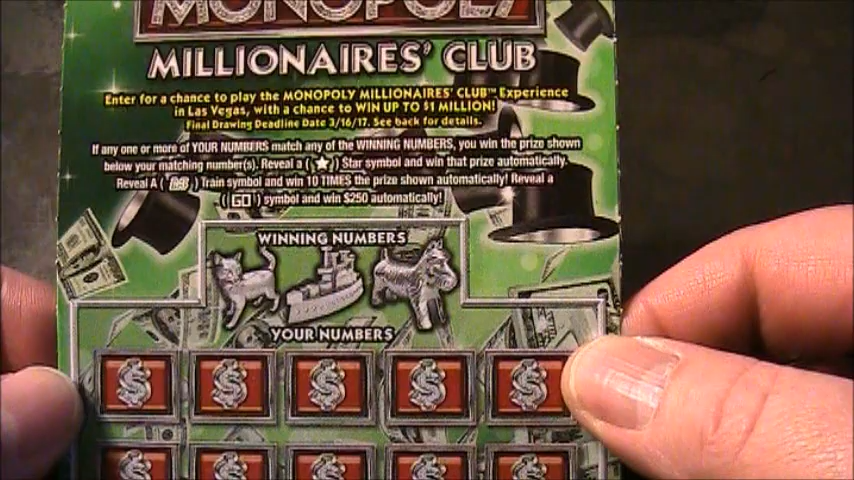 MONOPOLY
MILLIONAIRES' CLUB
Enter for a chance to play the MONOPOLY MILLIONAIRES' CLUB™ Experience
in Las Vegas, with a chance to WIN UP TO $1 MILLION!
Final Drawing Deadline Date 3/16/17. See back for details.
If any one or more of YOUR NUMBERS match any of the WINNING NUMBERS, you win the prize shown
below your matching number(s). Reveal a ( ) Star symbol and win that prize automatically.
Reveal A ( ) Train symbol and win 10 TIMES the prize shown automatically! Reveal a
( GO ) symbol and win $250 automatically!
WINNING NUMBERS
YOUR NUMBERS
$ $ $ $ $
$ $ $ $ $